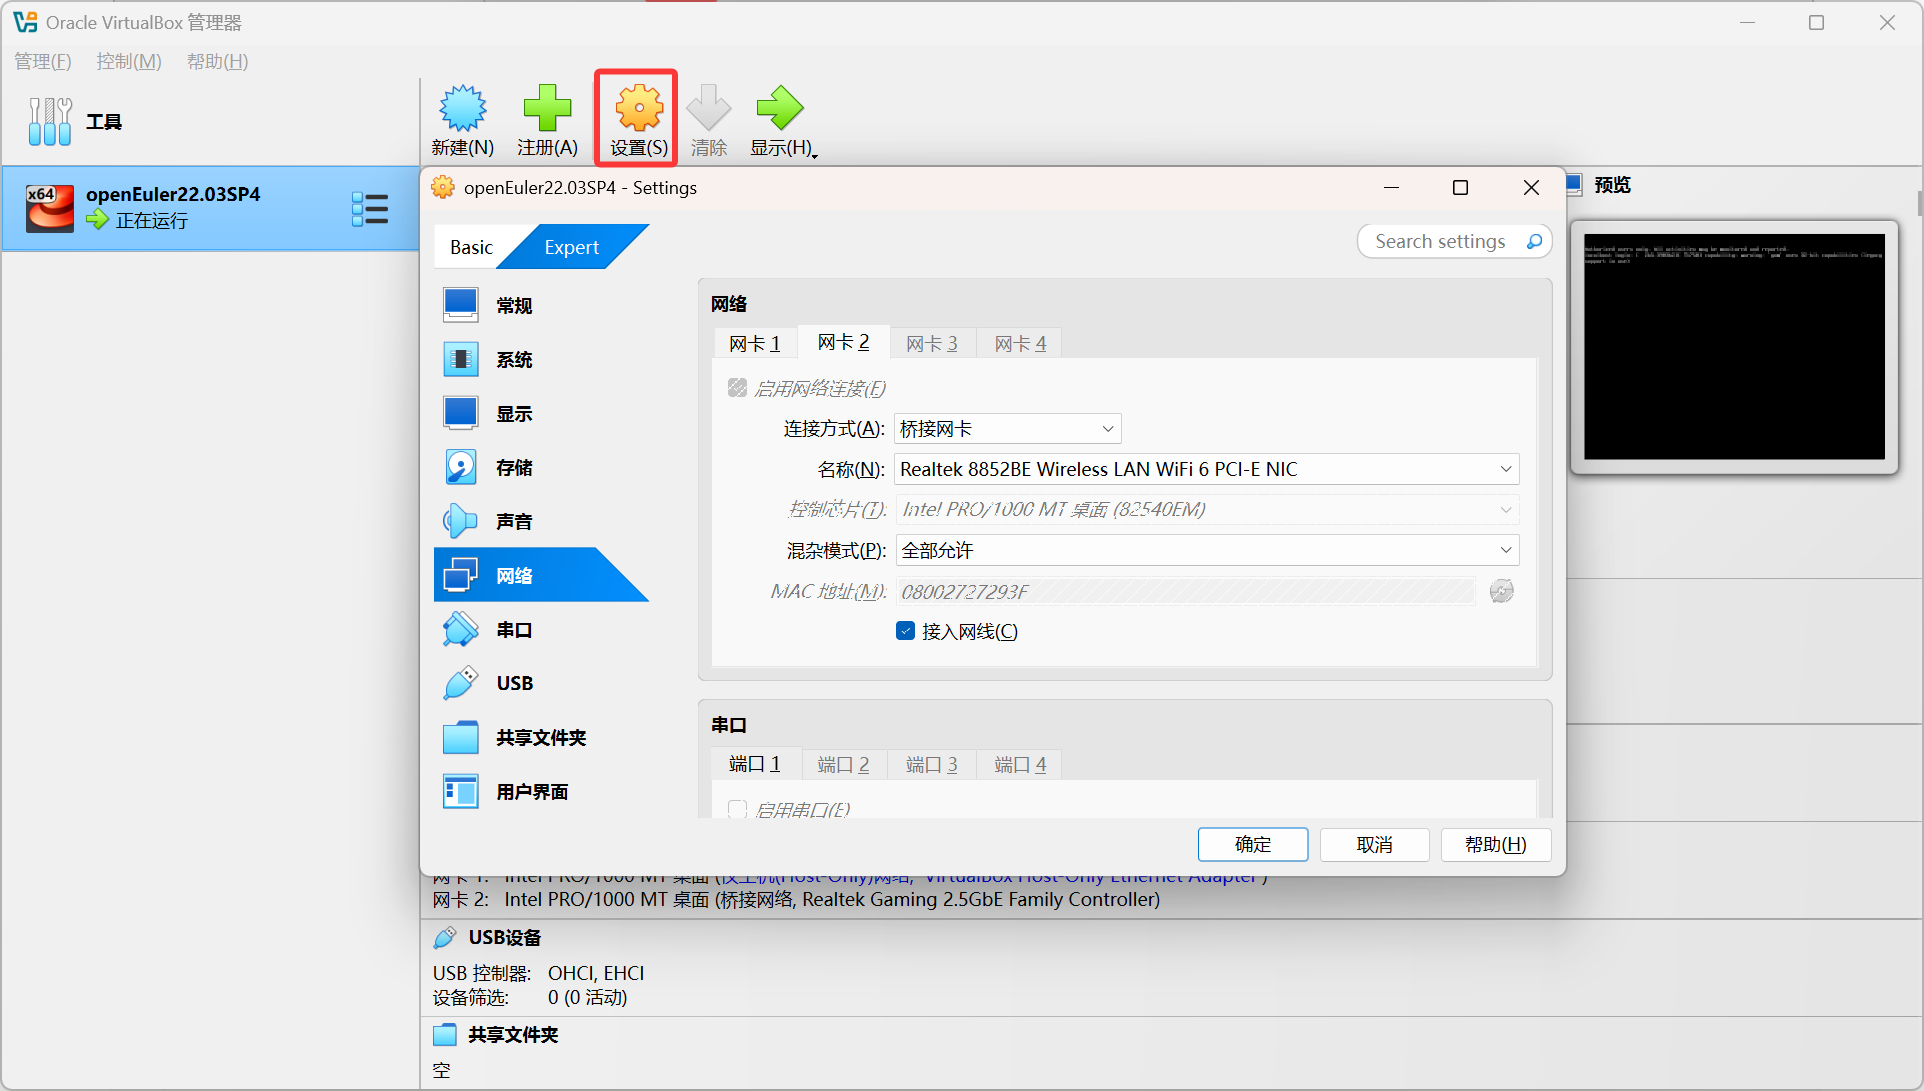 Oracle VirtualBox 管理器
管理(F) 控制(M) 帮助(H)
工具
新建(N) 注册(A) 设置(S) 清除 显示(H)
x64
openEuler22.03SP4
正在运行
openEuler22.03SP4 - Settings
预览
Basic Expert
Search settings
常规
系统
显示
存储
声音
网络
串口
USB
共享文件夹
用户界面
网络
网卡 1 网卡 2 网卡 3 网卡 4
启用网络连接(E)
连接方式(A): 桥接网卡
名称(N): Realtek 8852BE Wireless LAN WiFi 6 PCI-E NIC
控制芯片(T): Intel PRO/1000 MT 桌面 (82540EM)
混杂模式(P): 全部允许
MAC 地址(M): 08002727293F
接入网线(C)
串口
端口 1 端口 2 端口 3 端口 4
启用串口(E)
确定 取消 帮助(H)
网卡 1: Intel PRO/1000 MT 桌面 (仅主机(Host-Only)网络, 'VirtualBox Host-Only Ethernet Adapter')
网卡 2: Intel PRO/1000 MT 桌面 (桥接网络, Realtek Gaming 2.5GbE Family Controller)
USB设备
USB 控制器: OHCI, EHCI
设备筛选: 0 (0 活动)
共享文件夹
空